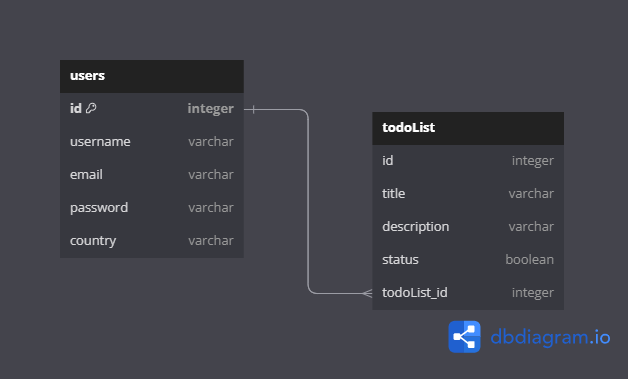 users
id integer
username varchar
email varchar
password varchar
country varchar
todoList
id integer
title varchar
description varchar
status boolean
todoList_id integer
dbdiagram.io